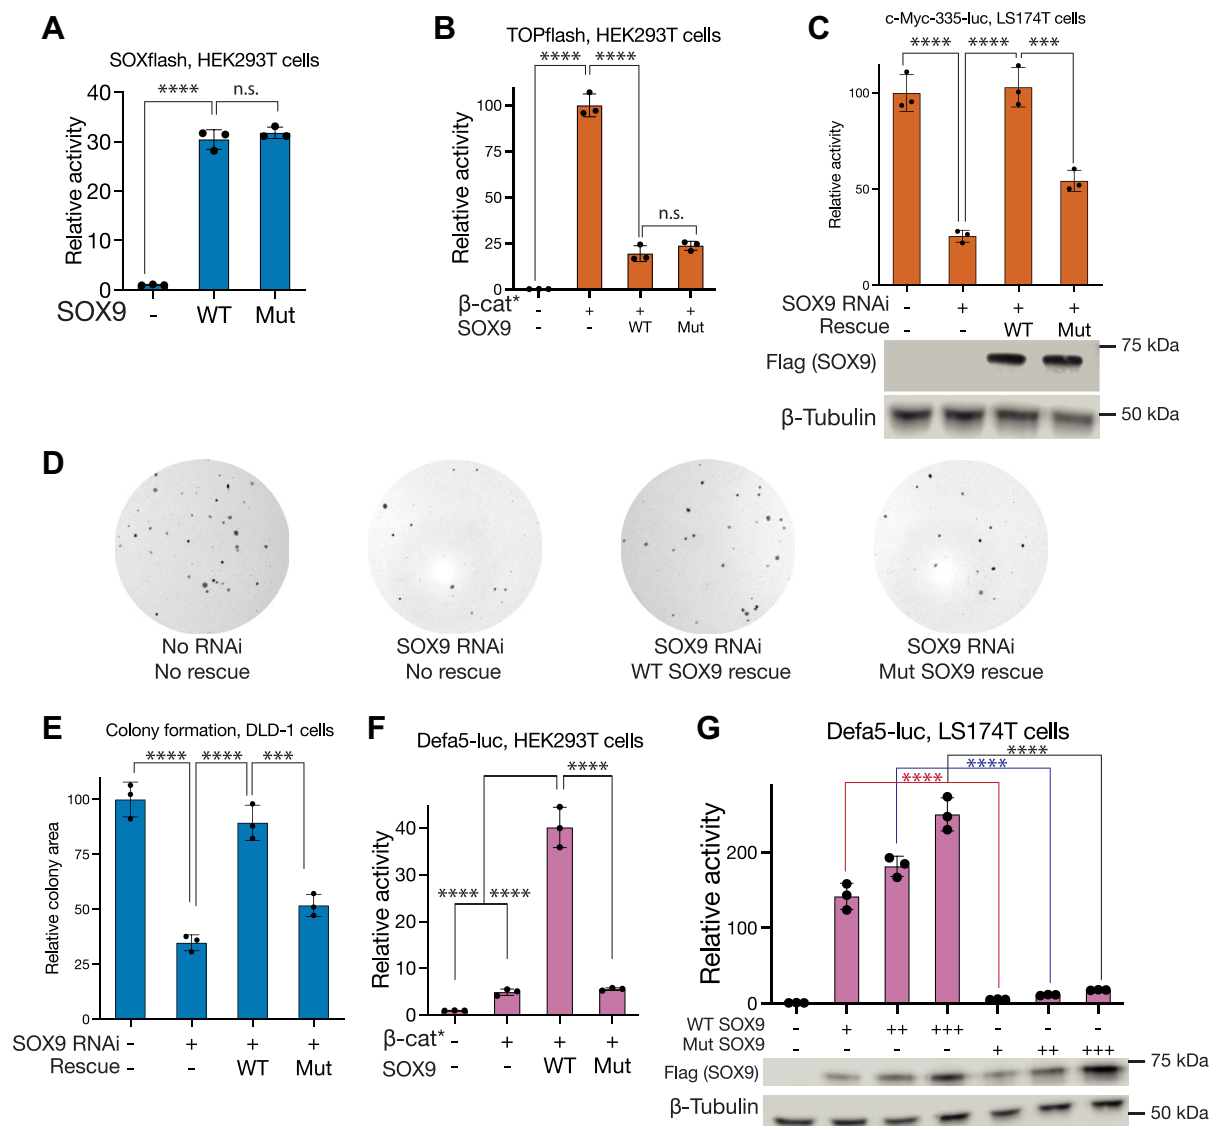 A
SOXflash, HEK293T cells
****
n.s.
Relative activity
40
30
20
10
0
SOX9
-
WT
Mut
B
TOPflash, HEK293T cells
****
****
n.s.
Relative activity
100
75
50
25
0
β-cat*
-
+
+
+
SOX9
-
-
WT
Mut
C
c-Myc-335-luc, LS174T cells
****
****
***
Relative activity
100
50
0
SOX9 RNAi
-
+
+
+
Rescue
-
-
WT
Mut
Flag (SOX9)
75 kDa
β-Tubulin
50 kDa
D
No RNAi
No rescue
SOX9 RNAi
No rescue
SOX9 RNAi
WT SOX9 rescue
SOX9 RNAi
Mut SOX9 rescue
E
Colony formation, DLD-1 cells
****
****
***
Relative colony area
100
75
50
25
0
SOX9 RNAi
-
+
+
+
Rescue
-
-
WT
Mut
F
Defa5-luc, HEK293T cells
****
****
****
Relative activity
40
30
20
10
0
β-cat*
-
+
+
+
SOX9
-
-
WT
Mut
G
Defa5-luc, LS174T cells
****
****
****
Relative activity
200
100
0
WT SOX9
-
+
++
+++
-
-
-
Mut SOX9
-
-
-
-
+
++
+++
Flag (SOX9)
75 kDa
β-Tubulin
50 kDa